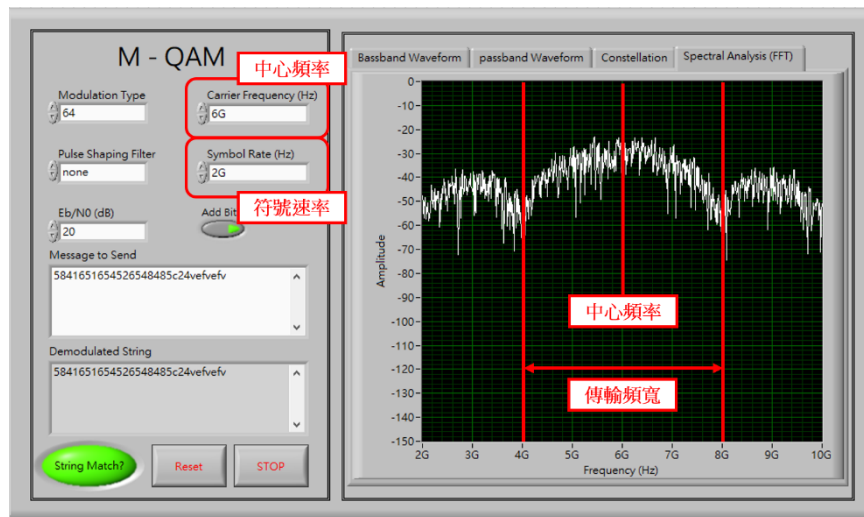 M - QAM
中心頻率
Modulation Type
64
Carrier Frequency (Hz)
6G
Pulse Shaping Filter
none
Symbol Rate (Hz)
2G
符號速率
Eb/N0 (dB)
20
Add Bit
Message to Send
5841651654526548485c24vefvefv
Demodulated String
5841651654526548485c24vefvefv
String Match?
Reset
STOP
Bassband Waveform
passband Waveform
Constellation
Spectral Analysis (FFT)
Amplitude
0
-10
-20
-30
-40
-50
-60
-70
-80
-90
-100
-110
-120
-130
-140
-150
中心頻率
傳輸頻寬
2G 3G 4G 5G 6G 7G 8G 9G 10G
Frequency (Hz)